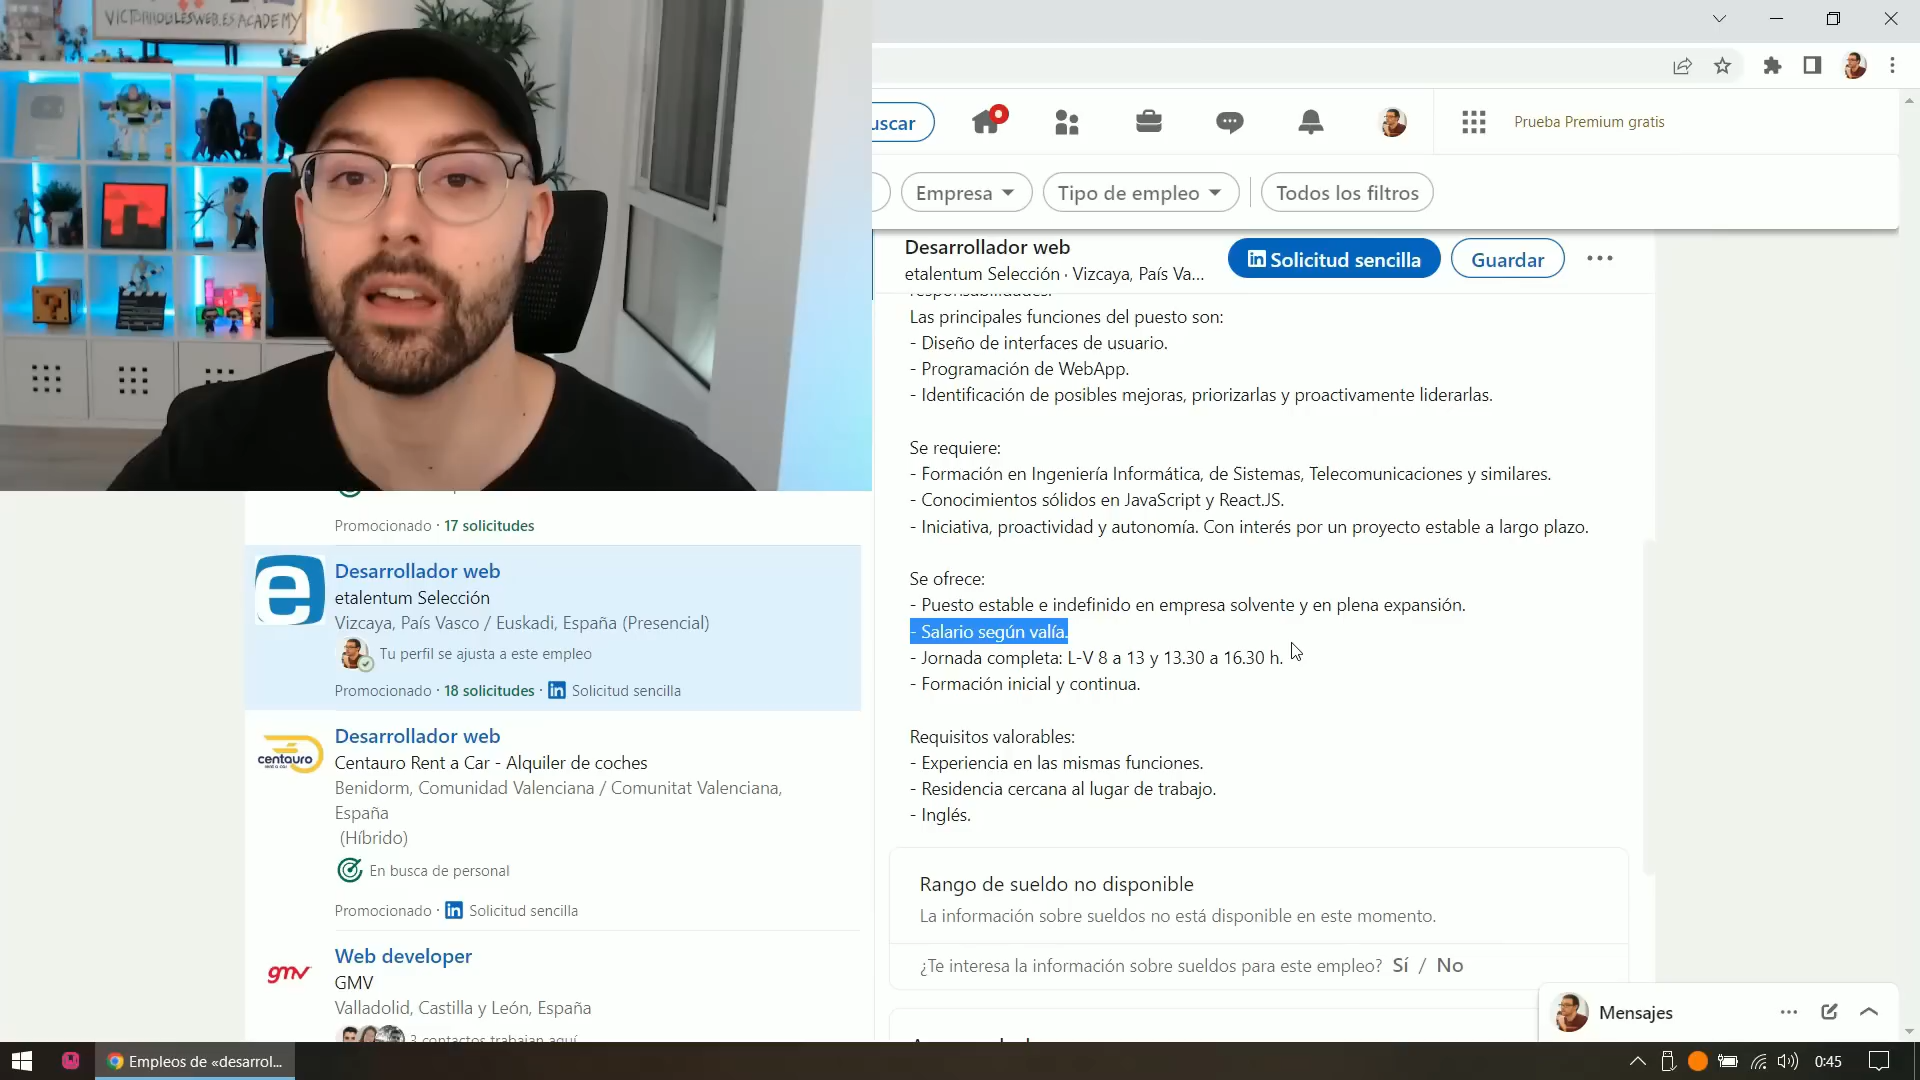 VICTORROBLESWEB.ES ACADEMY
uscar
Prueba Premium gratis
Empresa
Tipo de empleo
Todos los filtros
Desarrollador web
etalentum Selección · Vizcaya, País Va...
Solicitud sencilla
Guardar
responsabilidades.
Las principales funciones del puesto son:
- Diseño de interfaces de usuario.
- Programación de WebApp.
- Identificación de posibles mejoras, priorizarlas y proactivamente liderarlas.
Se requiere:
- Formación en Ingeniería Informática, de Sistemas, Telecomunicaciones y similares.
- Conocimientos sólidos en JavaScript y React.JS.
- Iniciativa, proactividad y autonomía. Con interés por un proyecto estable a largo plazo.
Se ofrece:
- Puesto estable e indefinido en empresa solvente y en plena expansión.
- Salario según valía.
- Jornada completa: L-V 8 a 13 y 13.30 a 16.30 h.
- Formación inicial y continua.
Requisitos valorables:
- Experiencia en las mismas funciones.
- Residencia cercana al lugar de trabajo.
- Inglés.
Rango de sueldo no disponible
La información sobre sueldos no está disponible en este momento.
¿Te interesa la información sobre sueldos para este empleo? Sí / No
Promocionado · 17 solicitudes
e
Desarrollador web
etalentum Selección
Vizcaya, País Vasco / Euskadi, España (Presencial)
Tu perfil se ajusta a este empleo
Promocionado · 18 solicitudes · in Solicitud sencilla
centauro
Desarrollador web
Centauro Rent a Car - Alquiler de coches
Benidorm, Comunidad Valenciana / Comunitat Valenciana,
España
(Híbrido)
En busca de personal
Promocionado · in Solicitud sencilla
gmv
Web developer
GMV
Valladolid, Castilla y León, España
3 contactos trabajan aquí
Mensajes
Empleos de «desarrol...
0:45